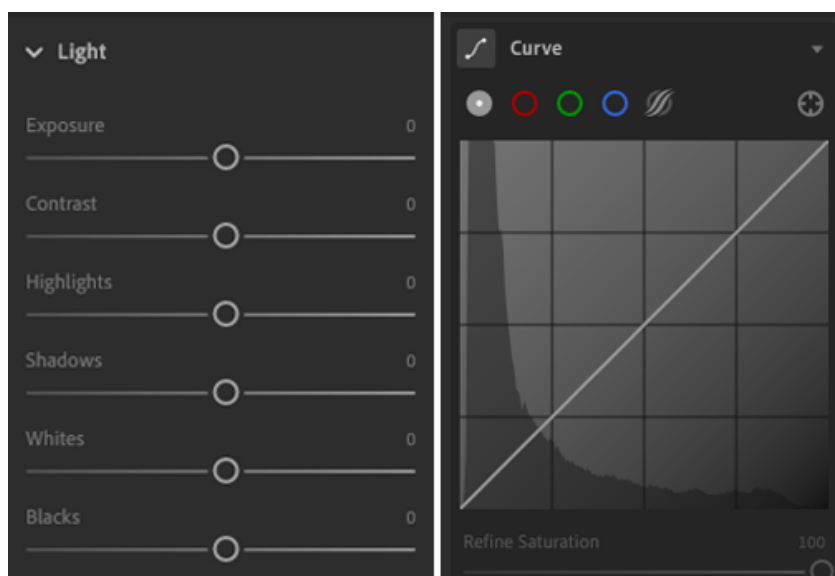 Light
Exposure 0
Contrast 0
Highlights 0
Shadows 0
Whites 0
Blacks 0
Curve
Refine Saturation 100